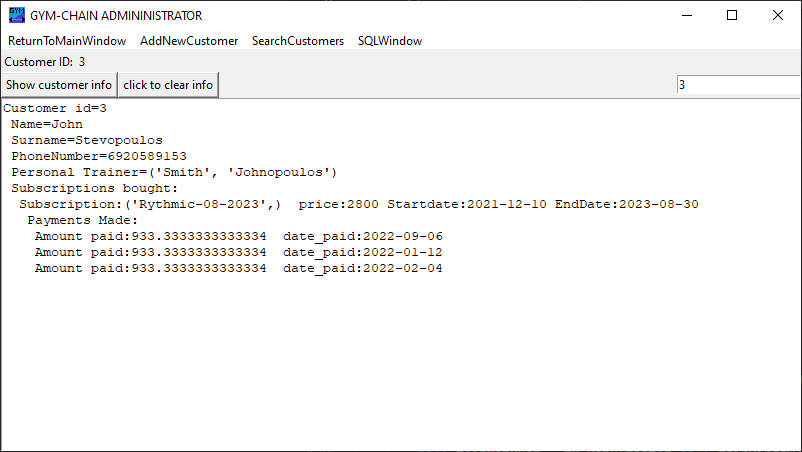 GYM-CHAIN ADMININISTRATOR
ReturnToMainWindow AddNewCustomer SearchCustomers SQLWindow
Customer ID: 3
Show customer info click to clear info 3
Customer id=3
Name=John
Surname=Stevopoulos
PhoneNumber=6920589153
Personal Trainer=('Smith', 'Johnopoulos')
Subscriptions bought:
Subscription:('Rythmic-08-2023',) price:2800 Startdate:2021-12-10 EndDate:2023-08-30
Payments Made:
Amount paid:933.3333333333334 date_paid:2022-09-06
Amount paid:933.3333333333334 date_paid:2022-01-12
Amount paid:933.3333333333334 date_paid:2022-02-04